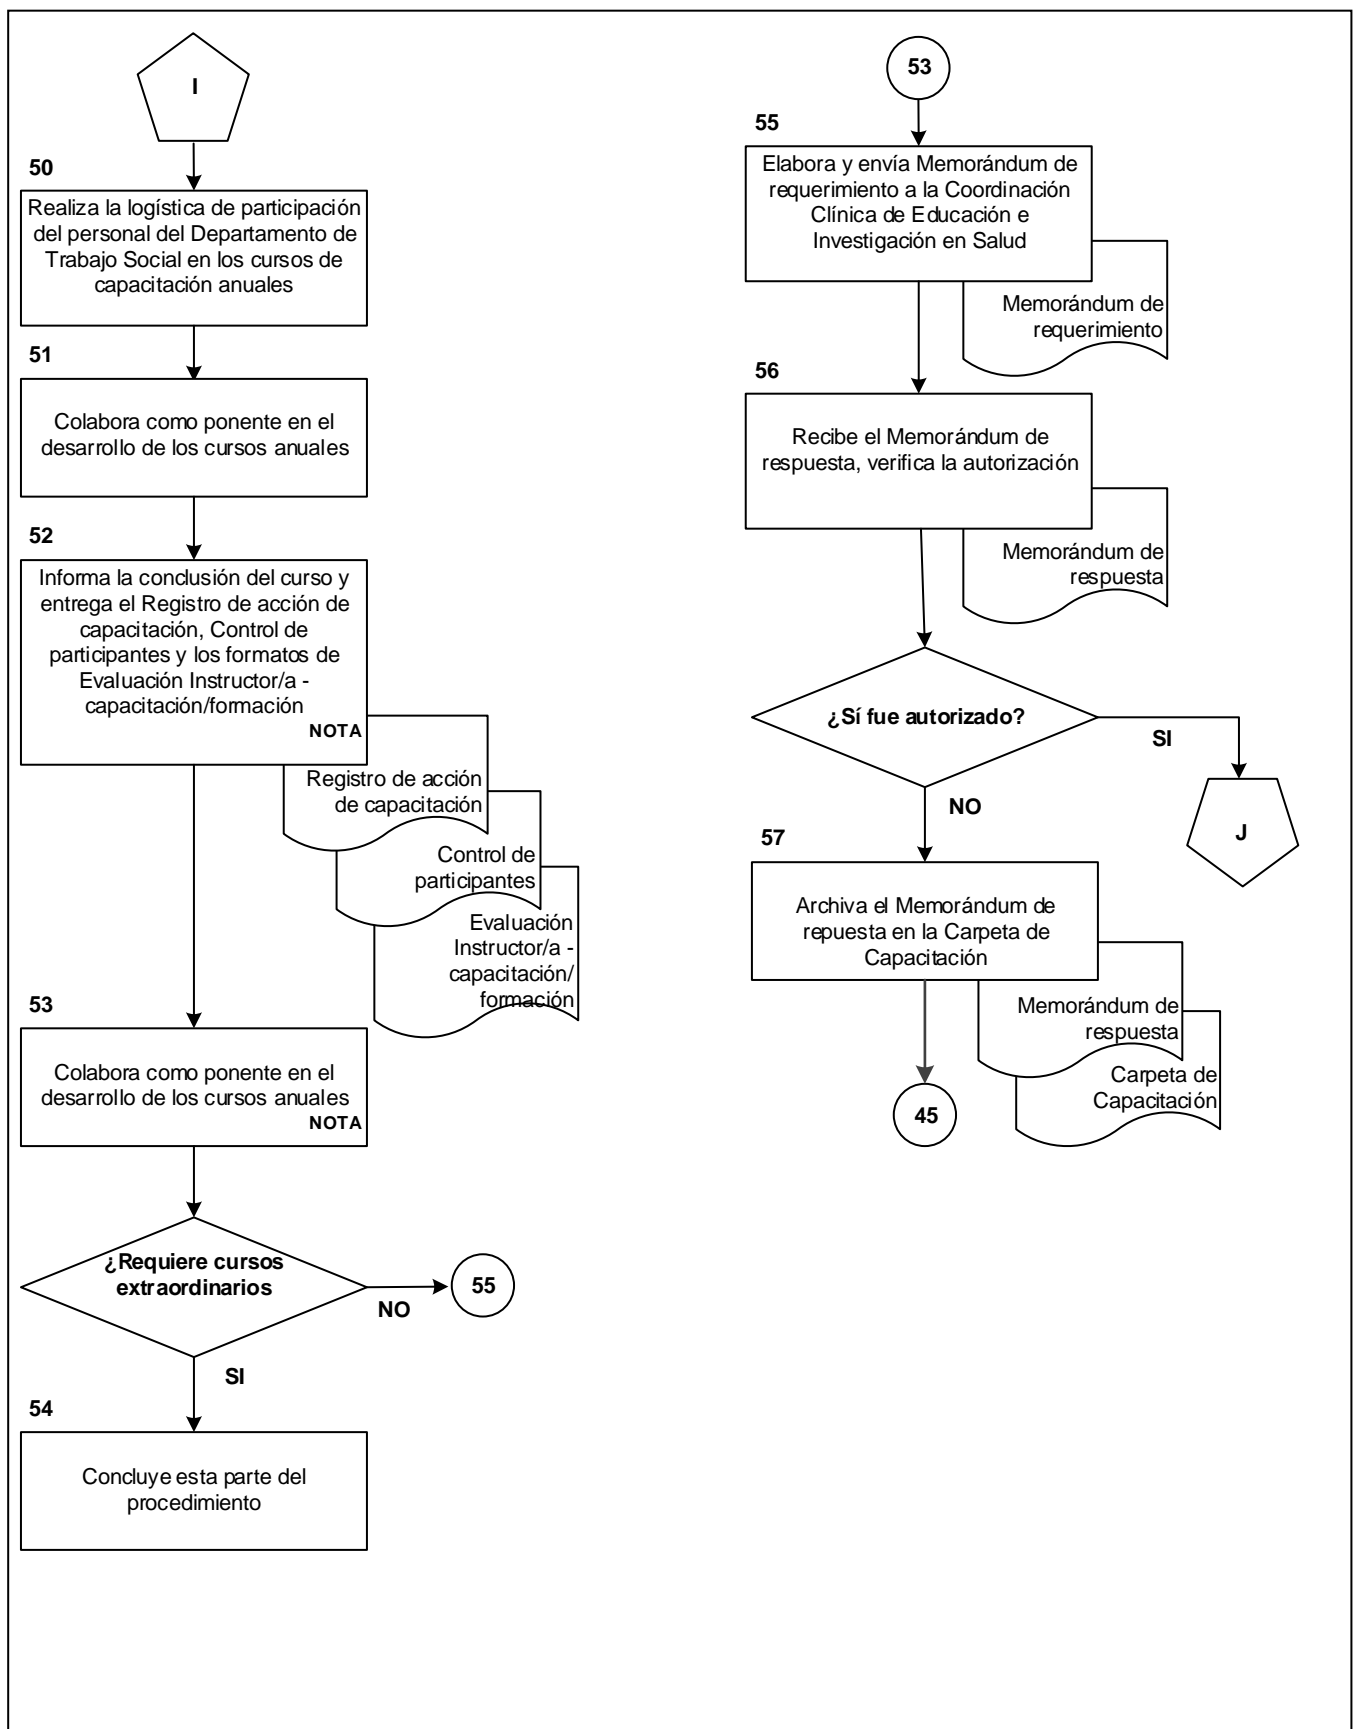 I
50
Realiza la logística de participación
del personal del Departamento de
Trabajo Social en los cursos de
capacitación anuales
51
Colabora como ponente en el
desarrollo de los cursos anuales
52
Informa la conclusión del curso y
entrega el Registro de acción de
capacitación, Control de
participantes y los formatos de
Evaluación Instructor/a -
capacitación/formación
NOTA
Registro de acción
de capacitación
Control de
participantes
Evaluación
Instructor/a -
capacitación/
formación
53
Colabora como ponente en el
desarrollo de los cursos anuales
NOTA
¿Requiere cursos
extraordinarios
NO
55
SI
54
Concluye esta parte del
procedimiento
53
55
Elabora y envía Memorándum de
requerimiento a la Coordinación
Clínica de Educación e
Investigación en Salud
Memorándum de
requerimiento
56
Recibe el Memorándum de
respuesta, verifica la autorización
Memorándum de
respuesta
¿Sí fue autorizado?
SI
J
NO
57
Archiva el Memorándum de
repuesta en la Carpeta de
Capacitación
Memorándum de
respuesta
Carpeta de
Capacitación
45